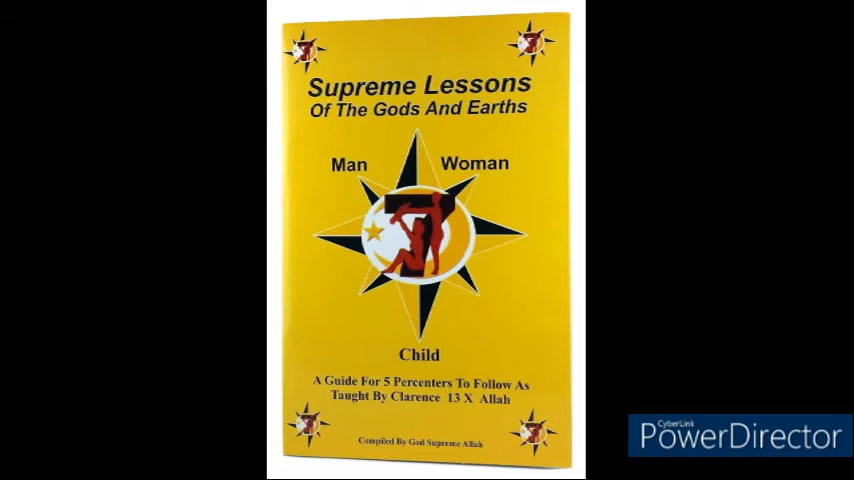 Supreme Lessons
Of The Gods And Earths
Man
Woman
Child
A Guide For 5 Percenters To Follow As
Taught By Clarence 13 X Allah
Compiled By God Supreme Allah
CyberLink
PowerDirector